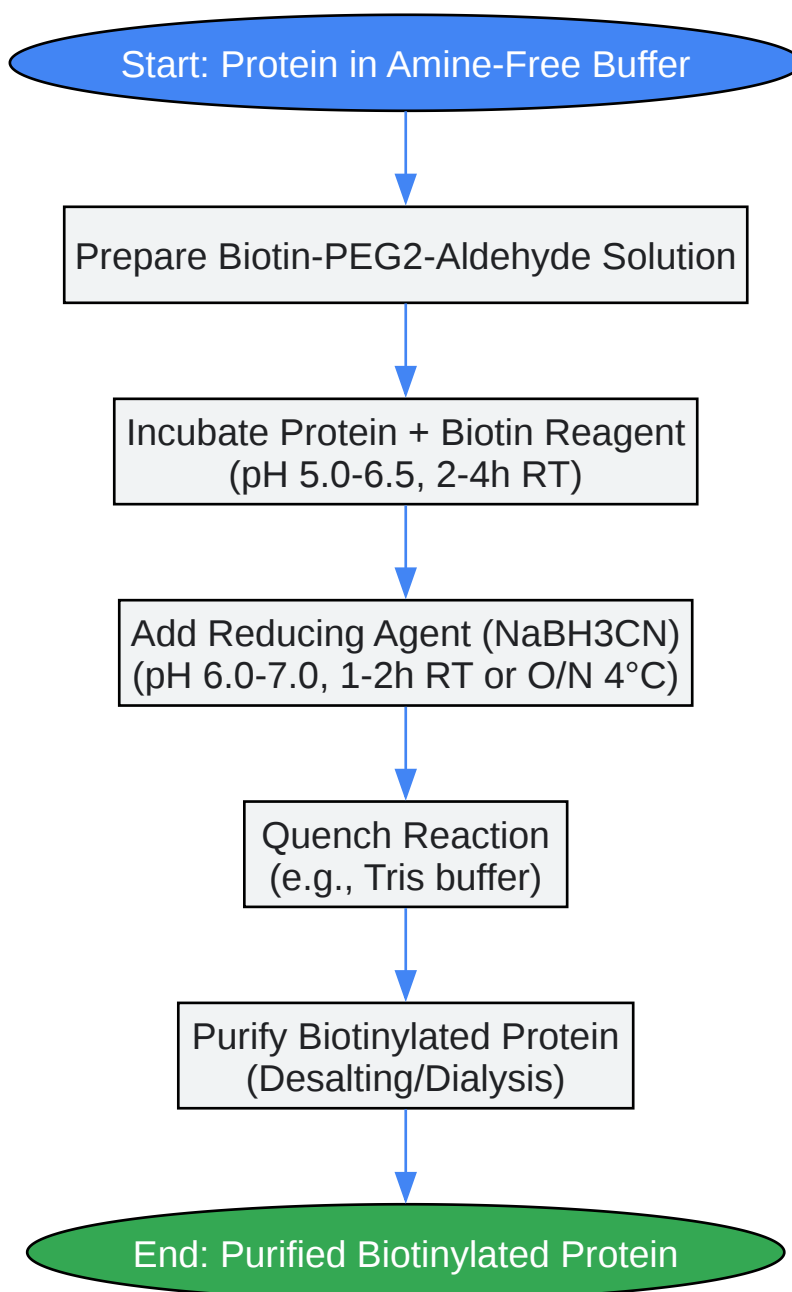 Start: Protein in Amine-Free Buffer
Prepare Biotin-PEG2-Aldehyde Solution
Incubate Protein + Biotin Reagent
(pH 5.0-6.5, 2-4h RT)
Add Reducing Agent (NaBH3CN)
(pH 6.0-7.0, 1-2h RT or O/N 4°C)
Quench Reaction
(e.g., Tris buffer)
Purify Biotinylated Protein
(Desalting/Dialysis)
End: Purified Biotinylated Protein